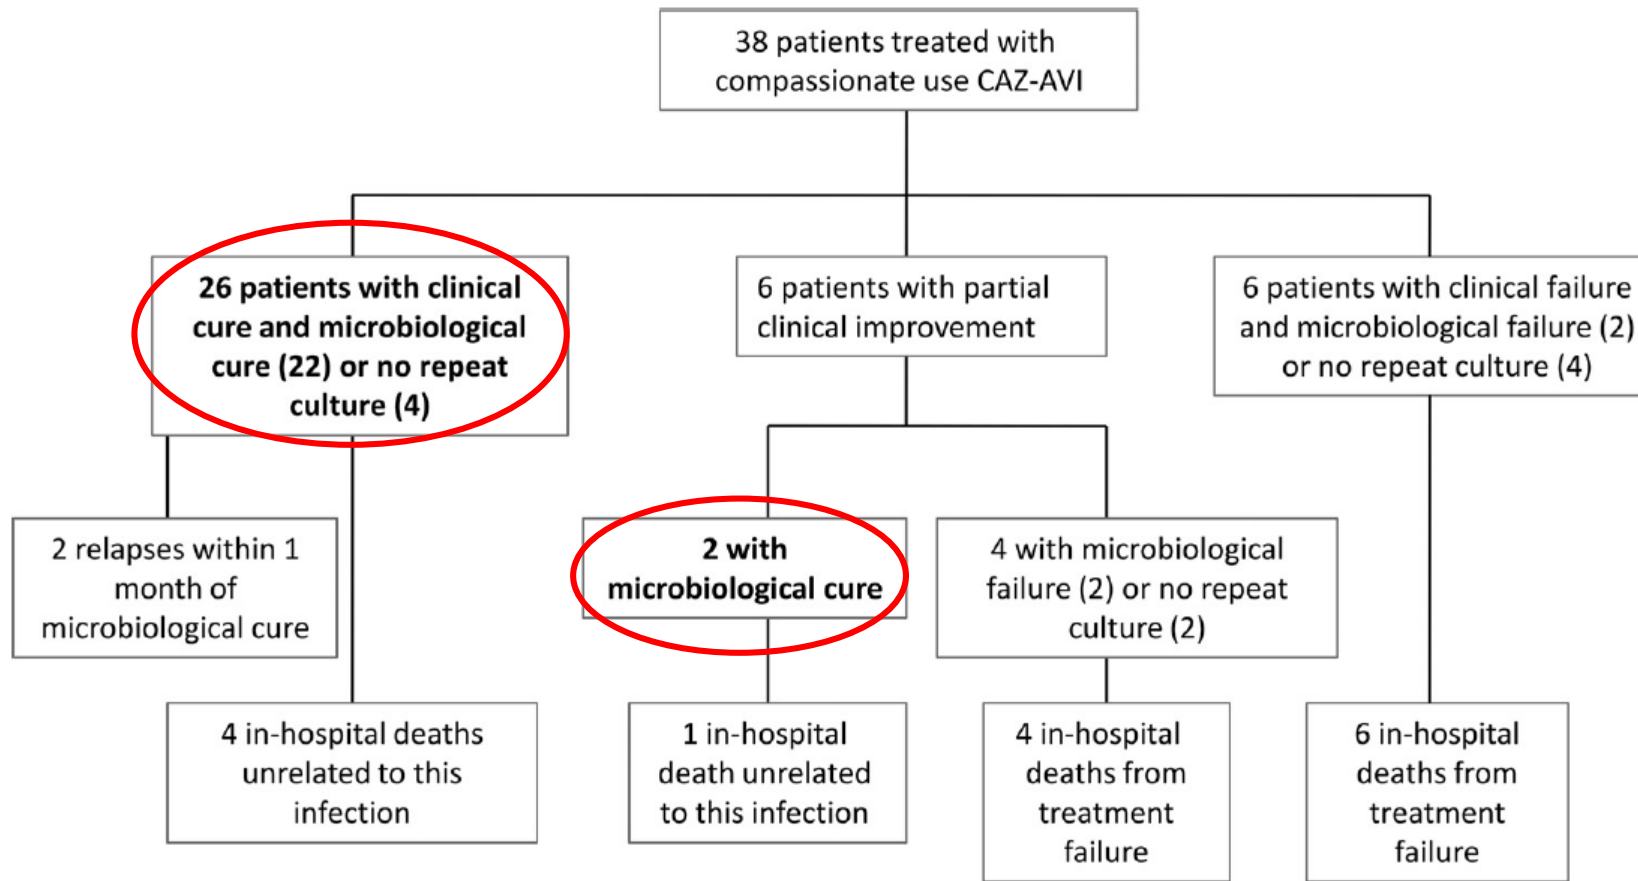 38 patients treated with
compassionate use CAZ-AVI
26 patients with clinical
cure and microbiological
cure (22) or no repeat
culture (4)
6 patients with partial
clinical improvement
6 patients with clinical failure
and microbiological failure (2)
or no repeat culture (4)
2 relapses within 1
month of
microbiological cure
2 with
microbiological cure
4 with microbiological
failure (2) or no repeat
culture (2)
4 in-hospital deaths
unrelated to this
infection
1 in-hospital
death unrelated
to this infection
4 in-hospital
deaths from
treatment
failure
6 in-hospital
deaths from
treatment
failure